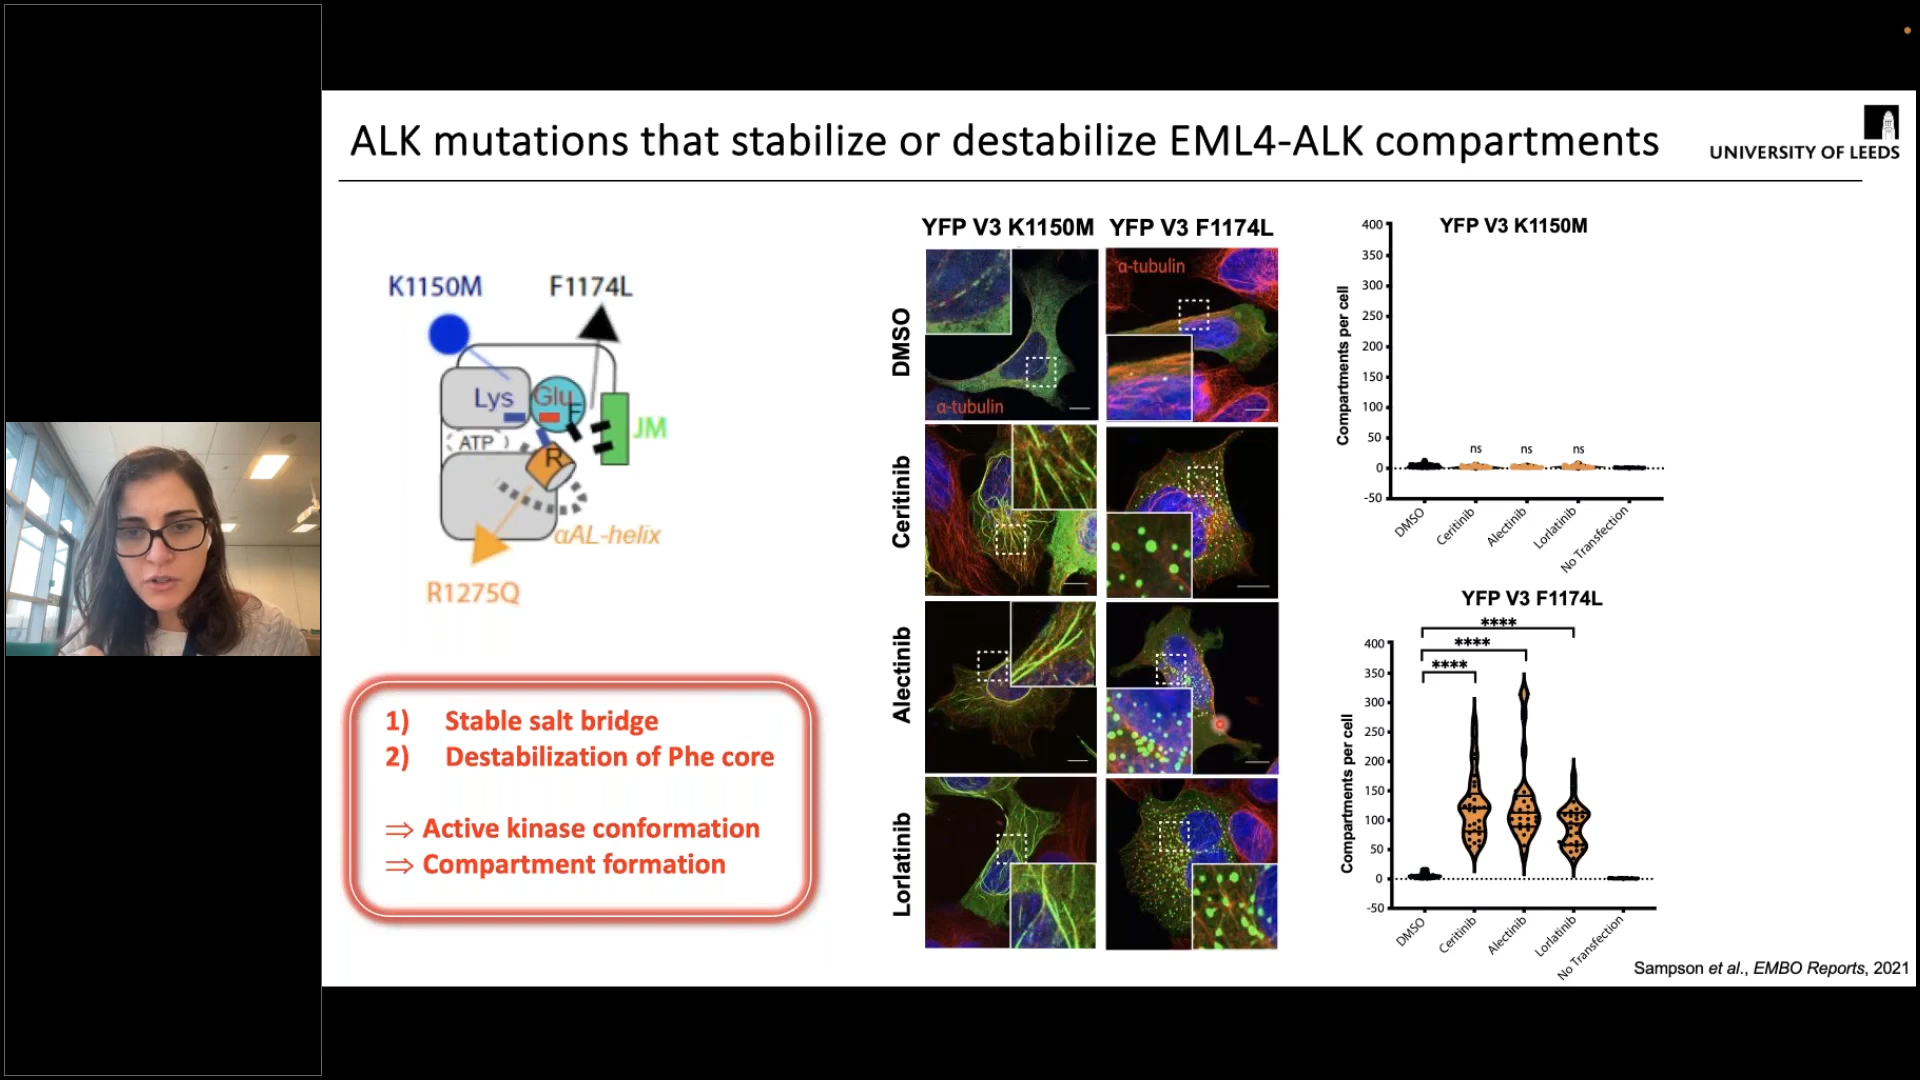 ALK mutations that stabilize or destabilize EML4-ALK compartments
UNIVERSITY OF LEEDS
K1150M
F1174L
Lys
Glu
F
ATP
JM
R
αAL-helix
R1275Q
1) Stable salt bridge
2) Destabilization of Phe core
⇒ Active kinase conformation
⇒ Compartment formation
YFP V3 K1150M
YFP V3 F1174L
DMSO
α-tubulin
α-tubulin
Ceritinib
Alectinib
Lorlatinib
YFP V3 K1150M
Compartments per cell
400
350
300
250
200
150
100
50
0
-50
ns
ns
ns
DMSO
Ceritinib
Alectinib
Lorlatinib
No Transfection
YFP V3 F1174L
Compartments per cell
400
350
300
250
200
150
100
50
0
-50
****
****
****
DMSO
Ceritinib
Alectinib
Lorlatinib
No Transfection
Sampson et al., EMBO Reports, 2021